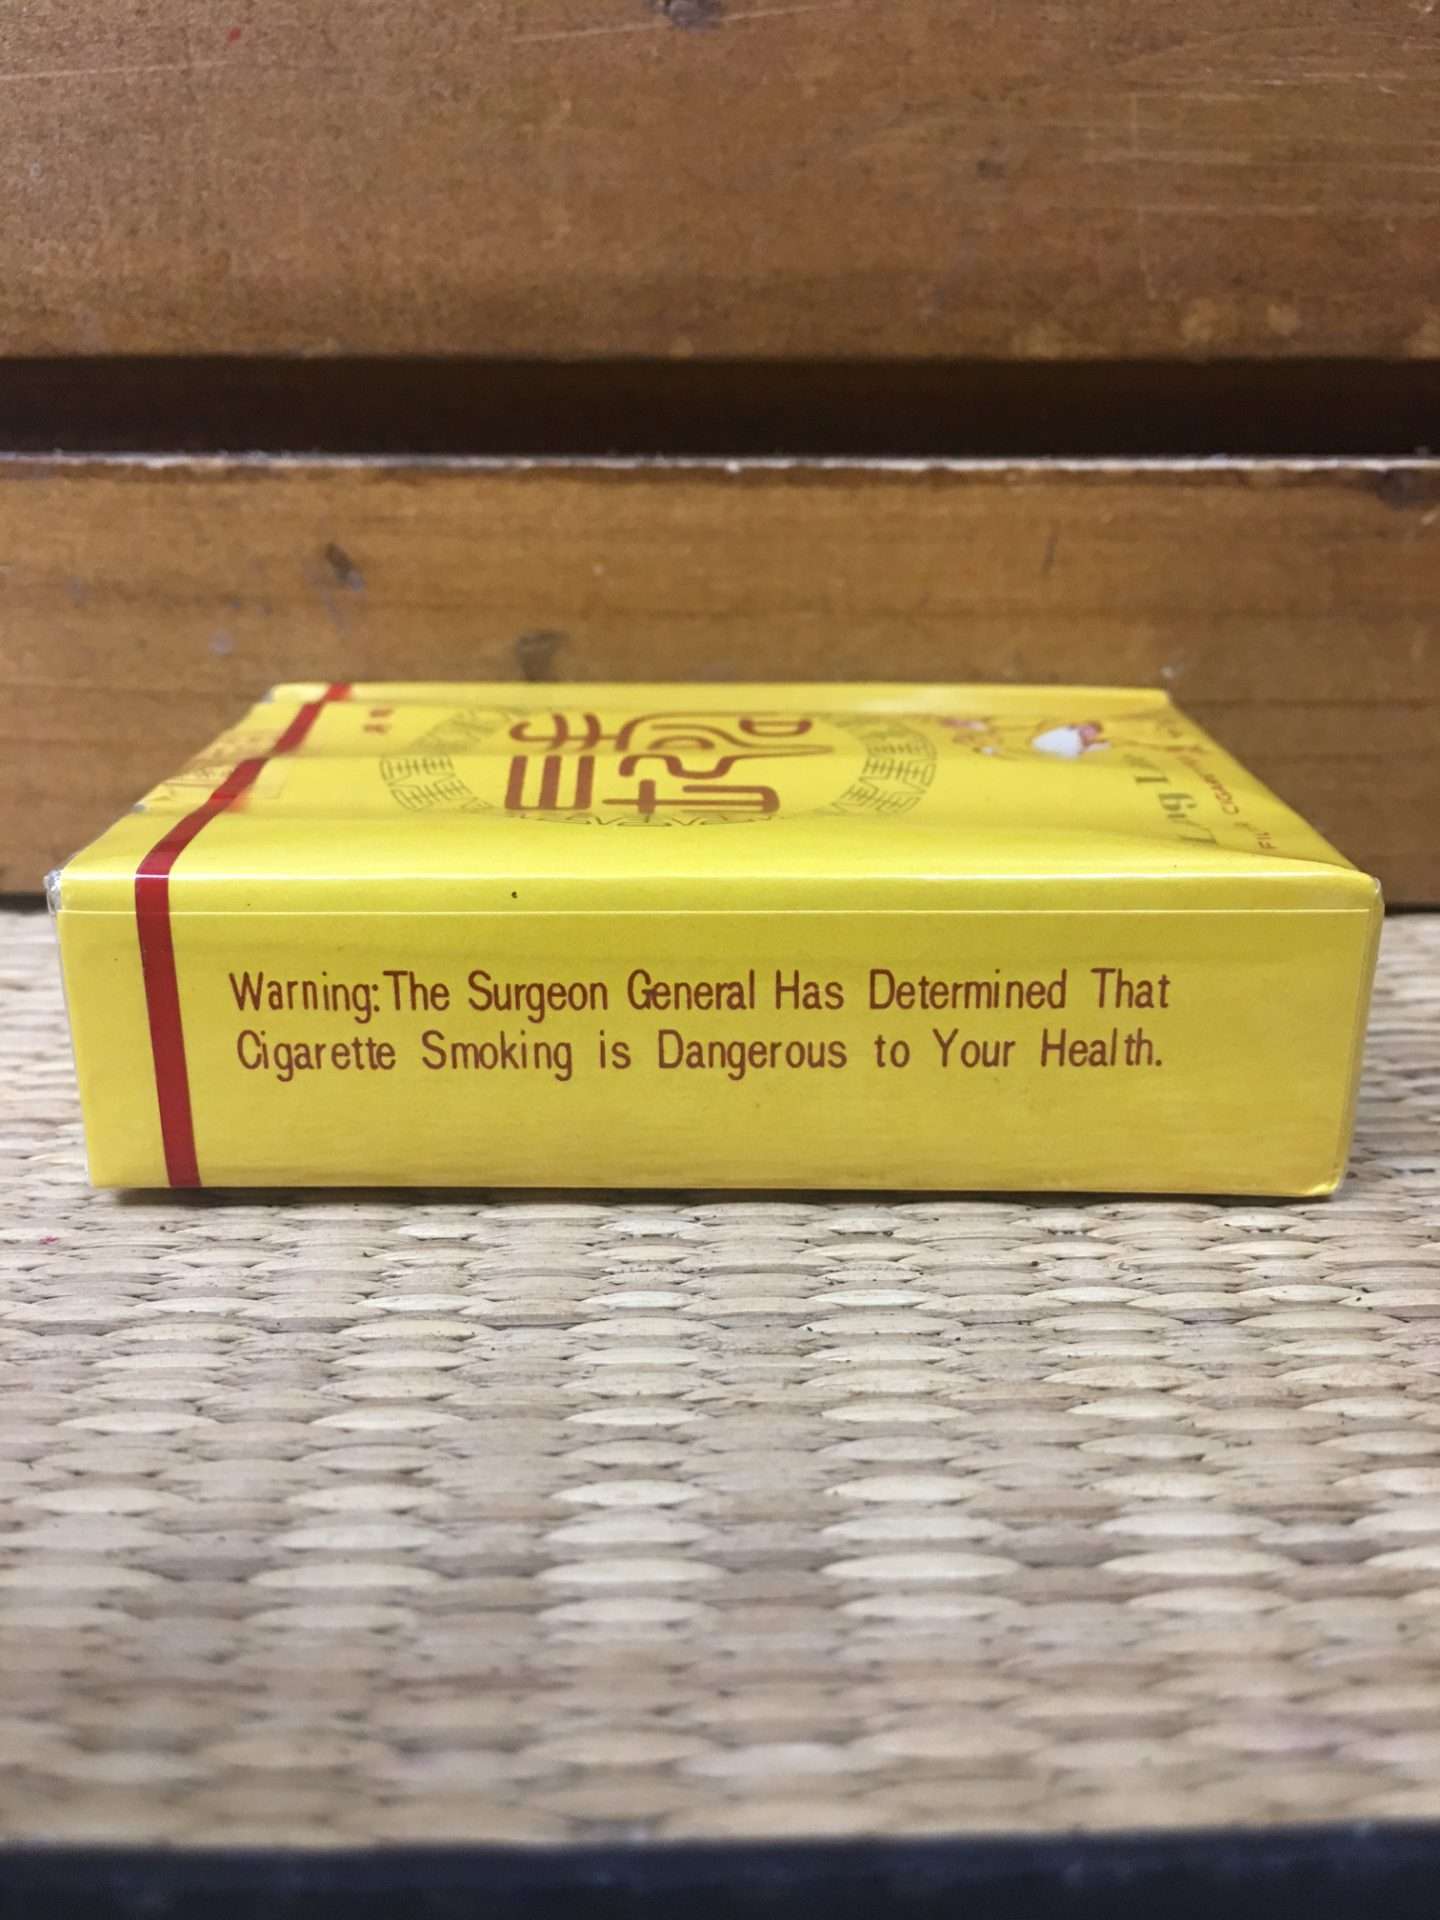 Warning: The Surgeon General Has Determined That
Cigarette Smoking is Dangerous to Your Health.